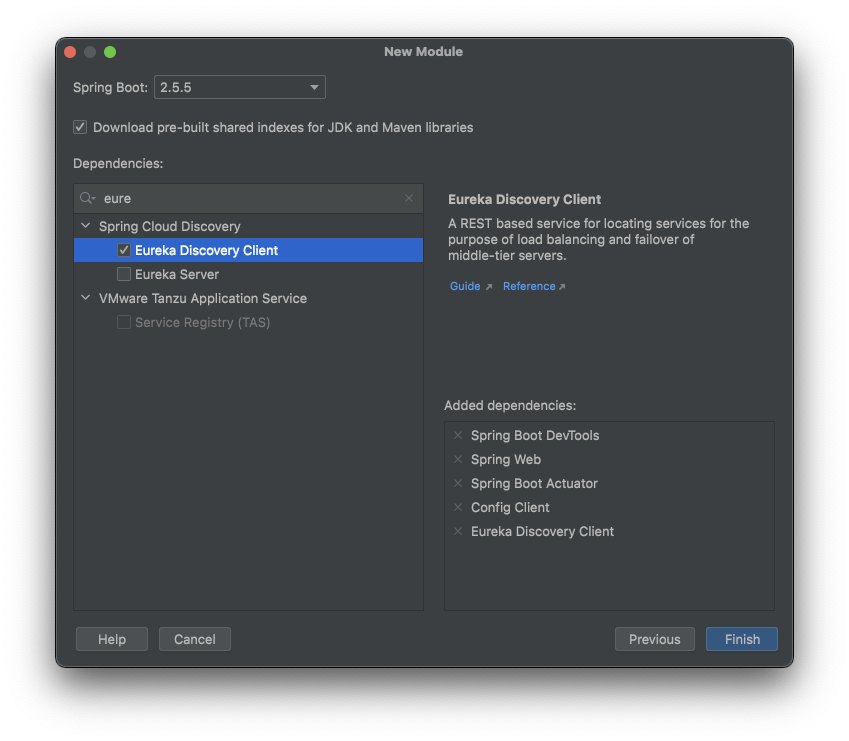 New Module
Spring Boot: 2.5.5
Download pre-built shared indexes for JDK and Maven libraries
Dependencies:
eure
Spring Cloud Discovery
Eureka Discovery Client
Eureka Server
VMware Tanzu Application Service
Service Registry (TAS)
Eureka Discovery Client
A REST based service for locating services for the
purpose of load balancing and failover of
middle-tier servers.
Guide Reference
Added dependencies:
Spring Boot DevTools
Spring Web
Spring Boot Actuator
Config Client
Eureka Discovery Client
Help Cancel Previous Finish